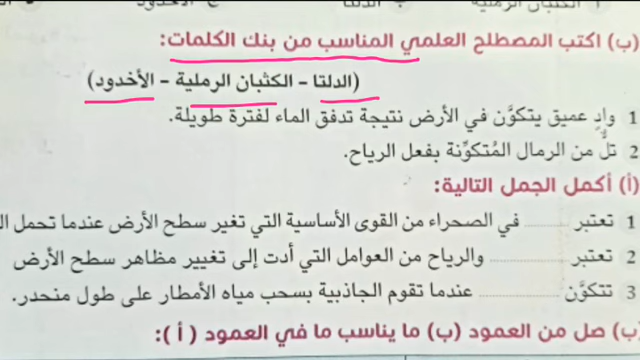 الكثبان الرملية الدلتا الأخدود
(ب) اكتب المصطلح العلمي المناسب من بنك الكلمات:
(الدلتا - الكثبان الرملية - الأخدود)
1 وادٍ عميق يتكوَّن في الأرض نتيجة تدفق الماء لفترة طويلة.
2 تلٌّ من الرمال المُتكوِّنة بفعل الرياح.
(أ) أكمل الجمل التالية:
1 تعتبر ........ في الصحراء من القوى الأساسية التي تغير سطح الأرض عندما تحمل
2 تعتبر ........ والرياح من العوامل التي أدت إلى تغيير مظاهر سطح الأرض
3 تتكوَّن ........ عندما تقوم الجاذبية بسحب مياه الأمطار على طول منحدر.
(ب) صل من العمود (ب) ما يناسب ما في العمود (أ):